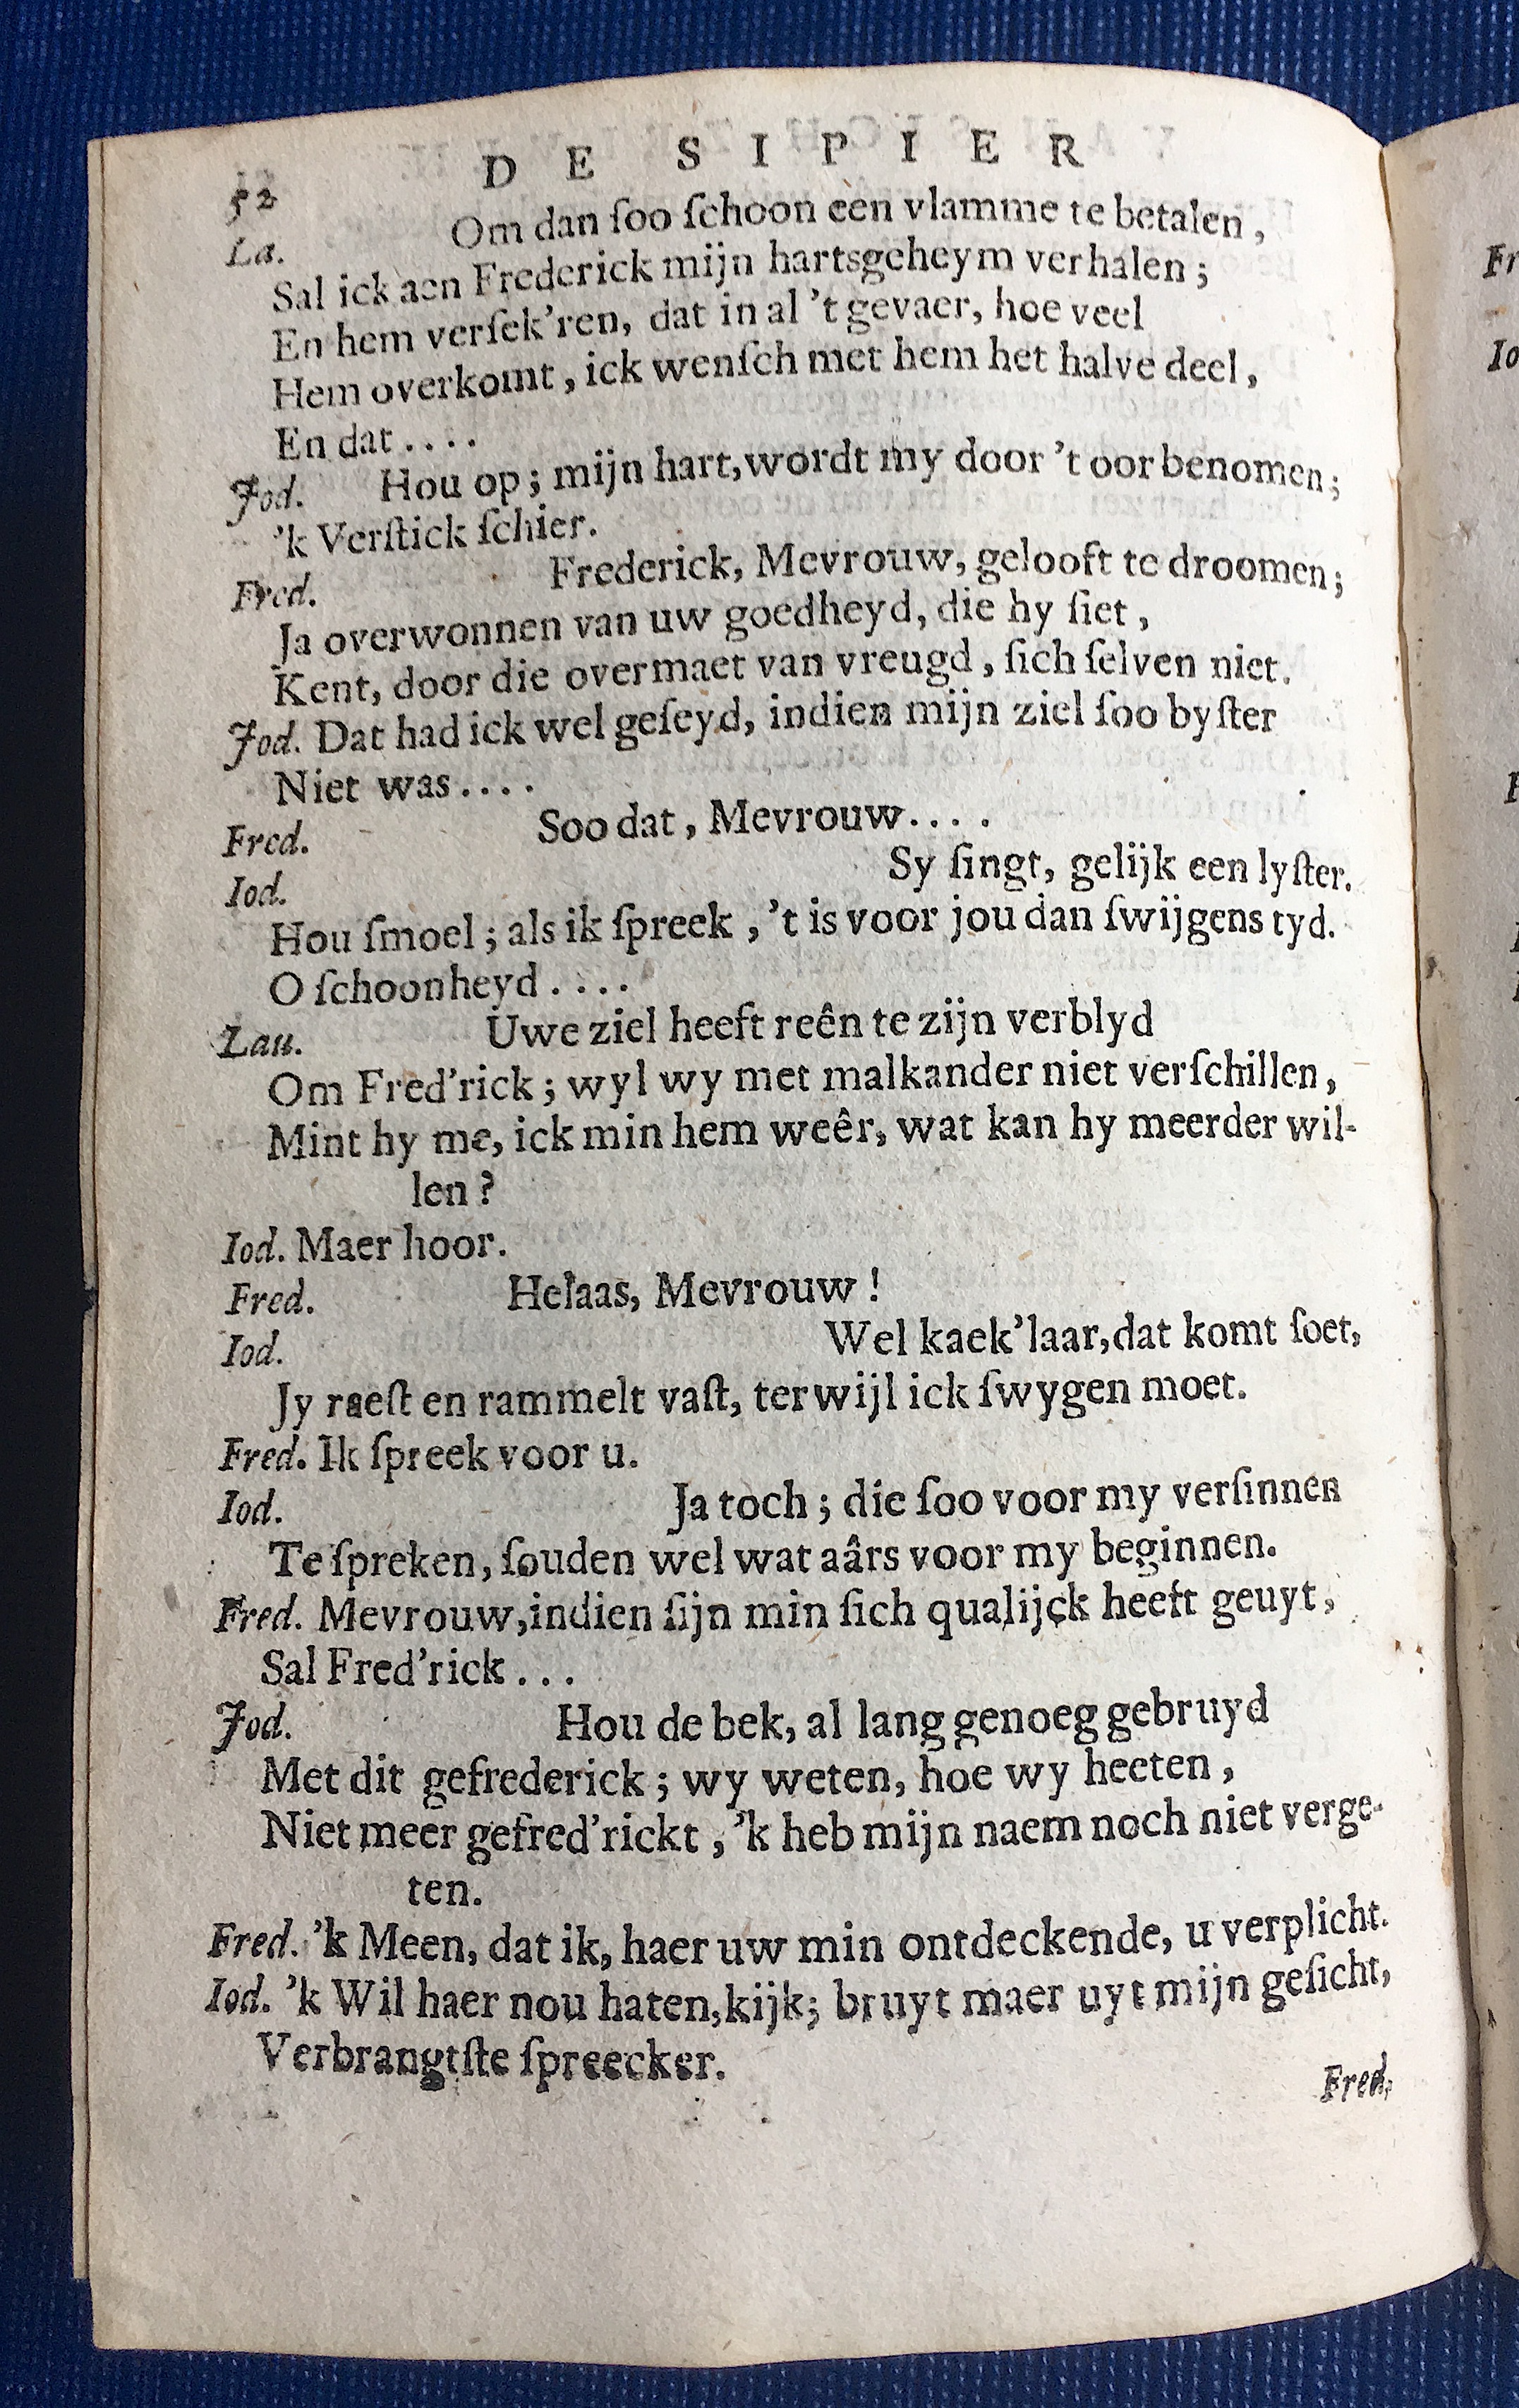 DE SIPIER
52
La. Om dan ſoo ſchoon een vlamme te betalen,
Sal ick aen Frederick mijn hartsgeheym verhalen;
En hem verſek'ren, dat in al 't gevaer, hoe veel
Hem overkomt, ick wenſch met hem het halve deel,
En dat....
Jod. Hou op; mijn hart, wordt my door 't oor benomen;
'k Verſtick ſchier.
Fred. Frederick, Mevrouw, gelooft te droomen;
Ja overwonnen van uw goedheyd, die hy ſiet,
Kent, door die overmaet van vreugd, ſich ſelven niet.
Jod. Dat had ick wel geſeyd, indien mijn ziel ſoo byſter
Niet was....
Fred. Soo dat, Mevrouw....
Iod. Sy ſingt, gelijk een lyſter.
Hou ſmoel; als ik ſpreek, 't is voor jou dan ſwijgens tyd.
O ſchoonheyd....
Lau. Uwe ziel heeft reên te zijn verblyd
Om Fred'rick; wyl wy met malkander niet verſchillen,
Mint hy me, ick min hem weêr, wat kan hy meerder wil-
len?
Iod. Maer hoor.
Fred. Helaas, Mevrouw!
Iod. Wel kaek'laar, dat komt ſoet,
Jy raeſt en rammelt vaſt, terwijl ick ſwygen moet.
Fred. Ik ſpreek voor u.
Iod. Ja toch; die ſoo voor my verſinnen
Te ſpreken, ſouden wel wat aârs voor my beginnen.
Fred. Mevrouw, indien ſijn min ſich qualijck heeft geuyt,
Sal Fred'rick...
Jod. Hou de bek, al lang genoeg gebruyd
Met dit gefrederick; wy weten, hoe wy heeten,
Niet meer gefred'rickt, 'k heb mijn naem noch niet verge-
ten.
Fred. 'k Meen, dat ik, haer uw min ontdeckende, u verplicht.
Iod. 'k Wil haer nou haten, kijk; bruyt maer uyt mijn geſicht,
Verbrangtſte ſpreecker.
Fred.